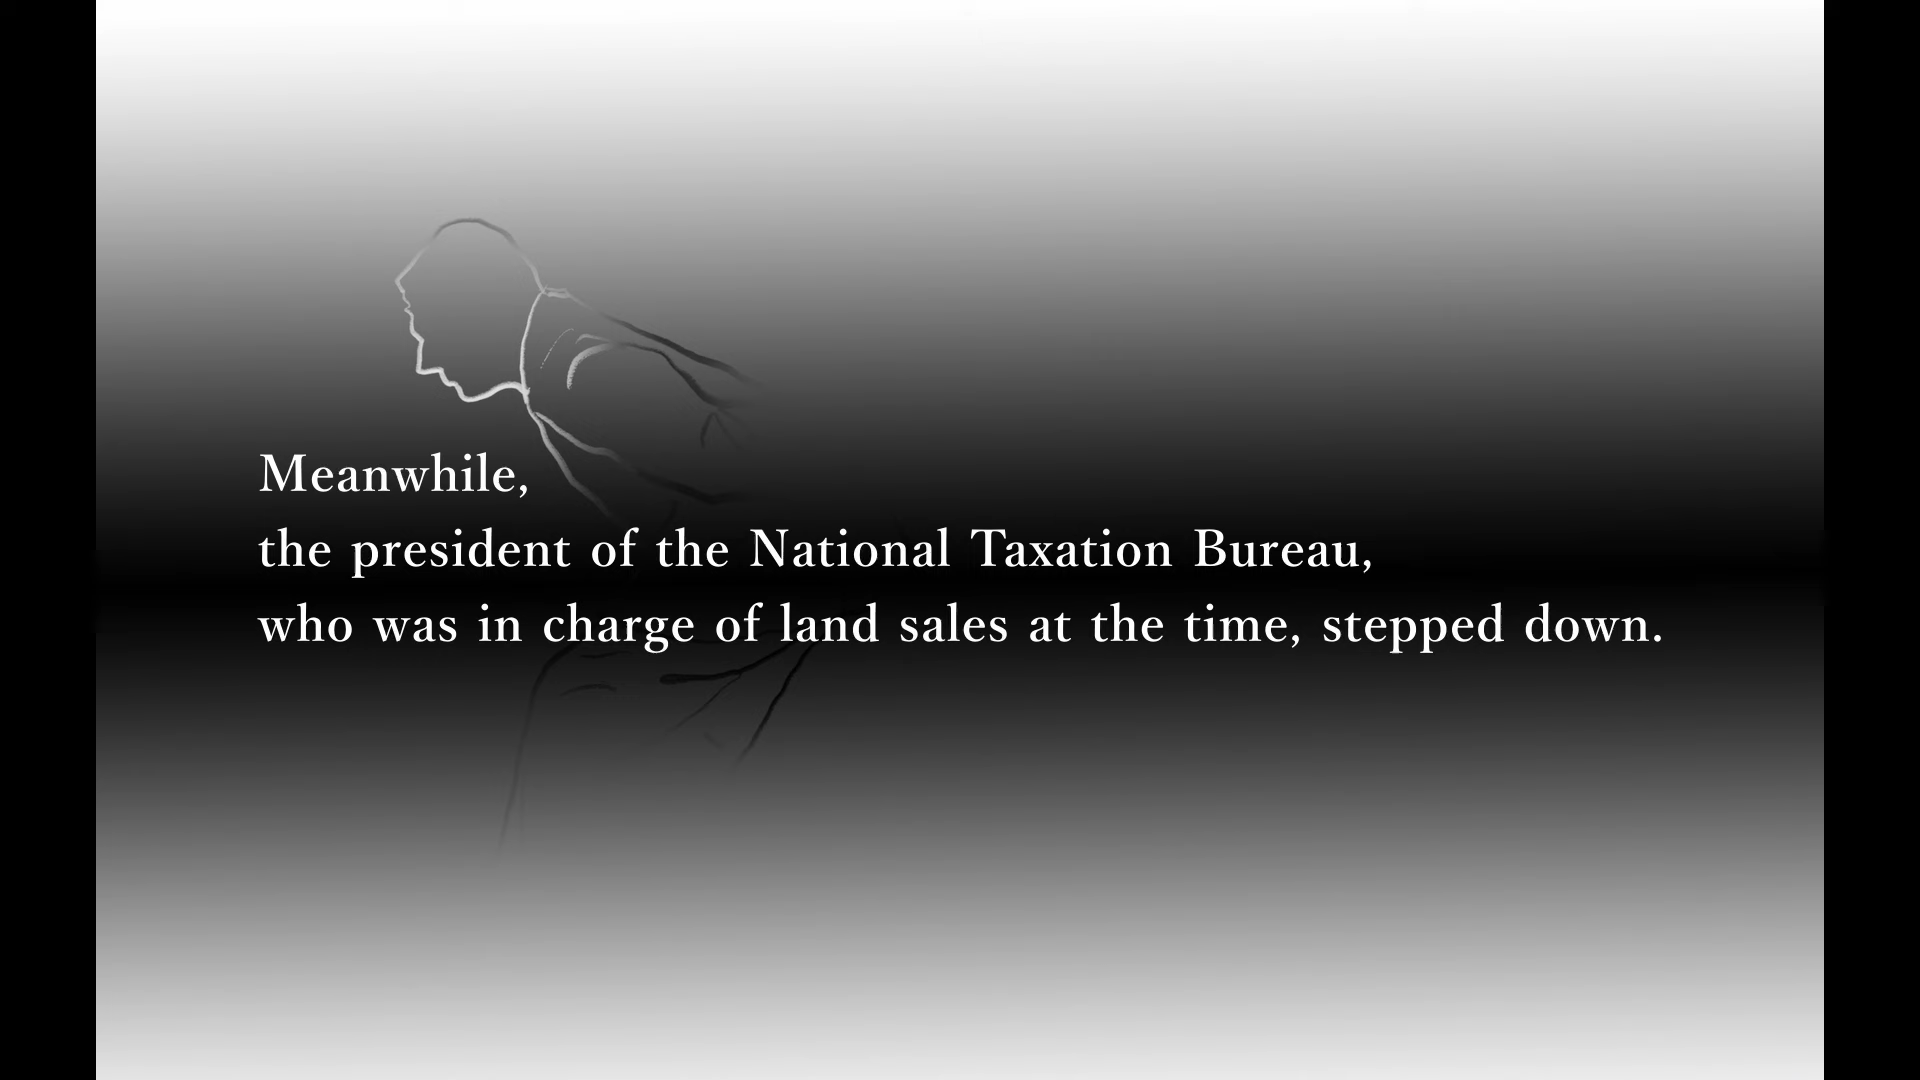 Meanwhile,
the president of the National Taxation Bureau,
who was in charge of land sales at the time, stepped down.